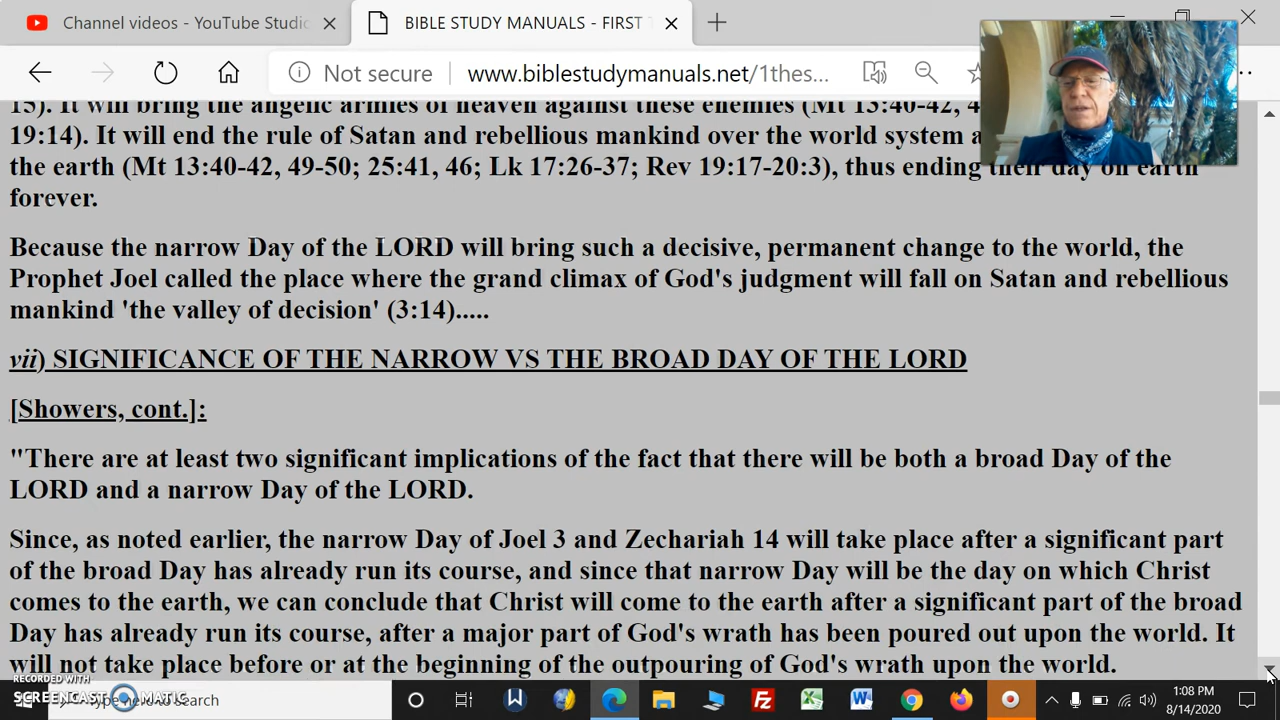 Channel videos - YouTube Studio
BIBLE STUDY MANUALS - FIRST T
Not secure
www.biblestudymanuals.net/1thes...
15). It will bring the angelic armies of heaven against these enemies (Mt 13:40-42, 4
19:14). It will end the rule of Satan and rebellious mankind over the world system a
the earth (Mt 13:40-42, 49-50; 25:41, 46; Lk 17:26-37; Rev 19:17-20:3), thus ending their day on earth
forever.
Because the narrow Day of the LORD will bring such a decisive, permanent change to the world, the
Prophet Joel called the place where the grand climax of God's judgment will fall on Satan and rebellious
mankind 'the valley of decision' (3:14).....
vii) SIGNIFICANCE OF THE NARROW VS THE BROAD DAY OF THE LORD
[Showers, cont.]:
"There are at least two significant implications of the fact that there will be both a broad Day of the
LORD and a narrow Day of the LORD.
Since, as noted earlier, the narrow Day of Joel 3 and Zechariah 14 will take place after a significant part
of the broad Day has already run its course, and since that narrow Day will be the day on which Christ
comes to the earth, we can conclude that Christ will come to the earth after a significant part of the broad
Day has already run its course, after a major part of God's wrath has been poured out upon the world. It
will not take place before or at the beginning of the outpouring of God's wrath upon the world.
RECORDED WITH
SCREENCAST-O-MATIC
Type here to search
1:08 PM
8/14/2020